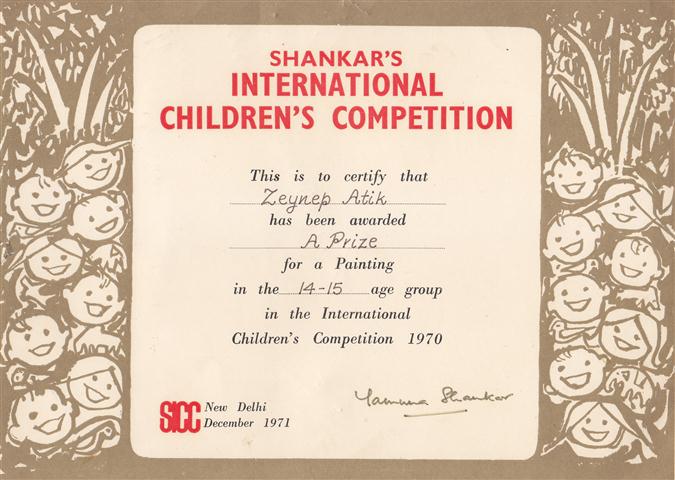 SHANKAR'S
INTERNATIONAL
CHILDREN'S COMPETITION
This is to certify that
Zeynep Atik
has been awarded
A Prize
for a Painting
in the 14-15 age group
in the International
Children's Competition 1970
Yamuna Shankar
SICC New Delhi
December 1971